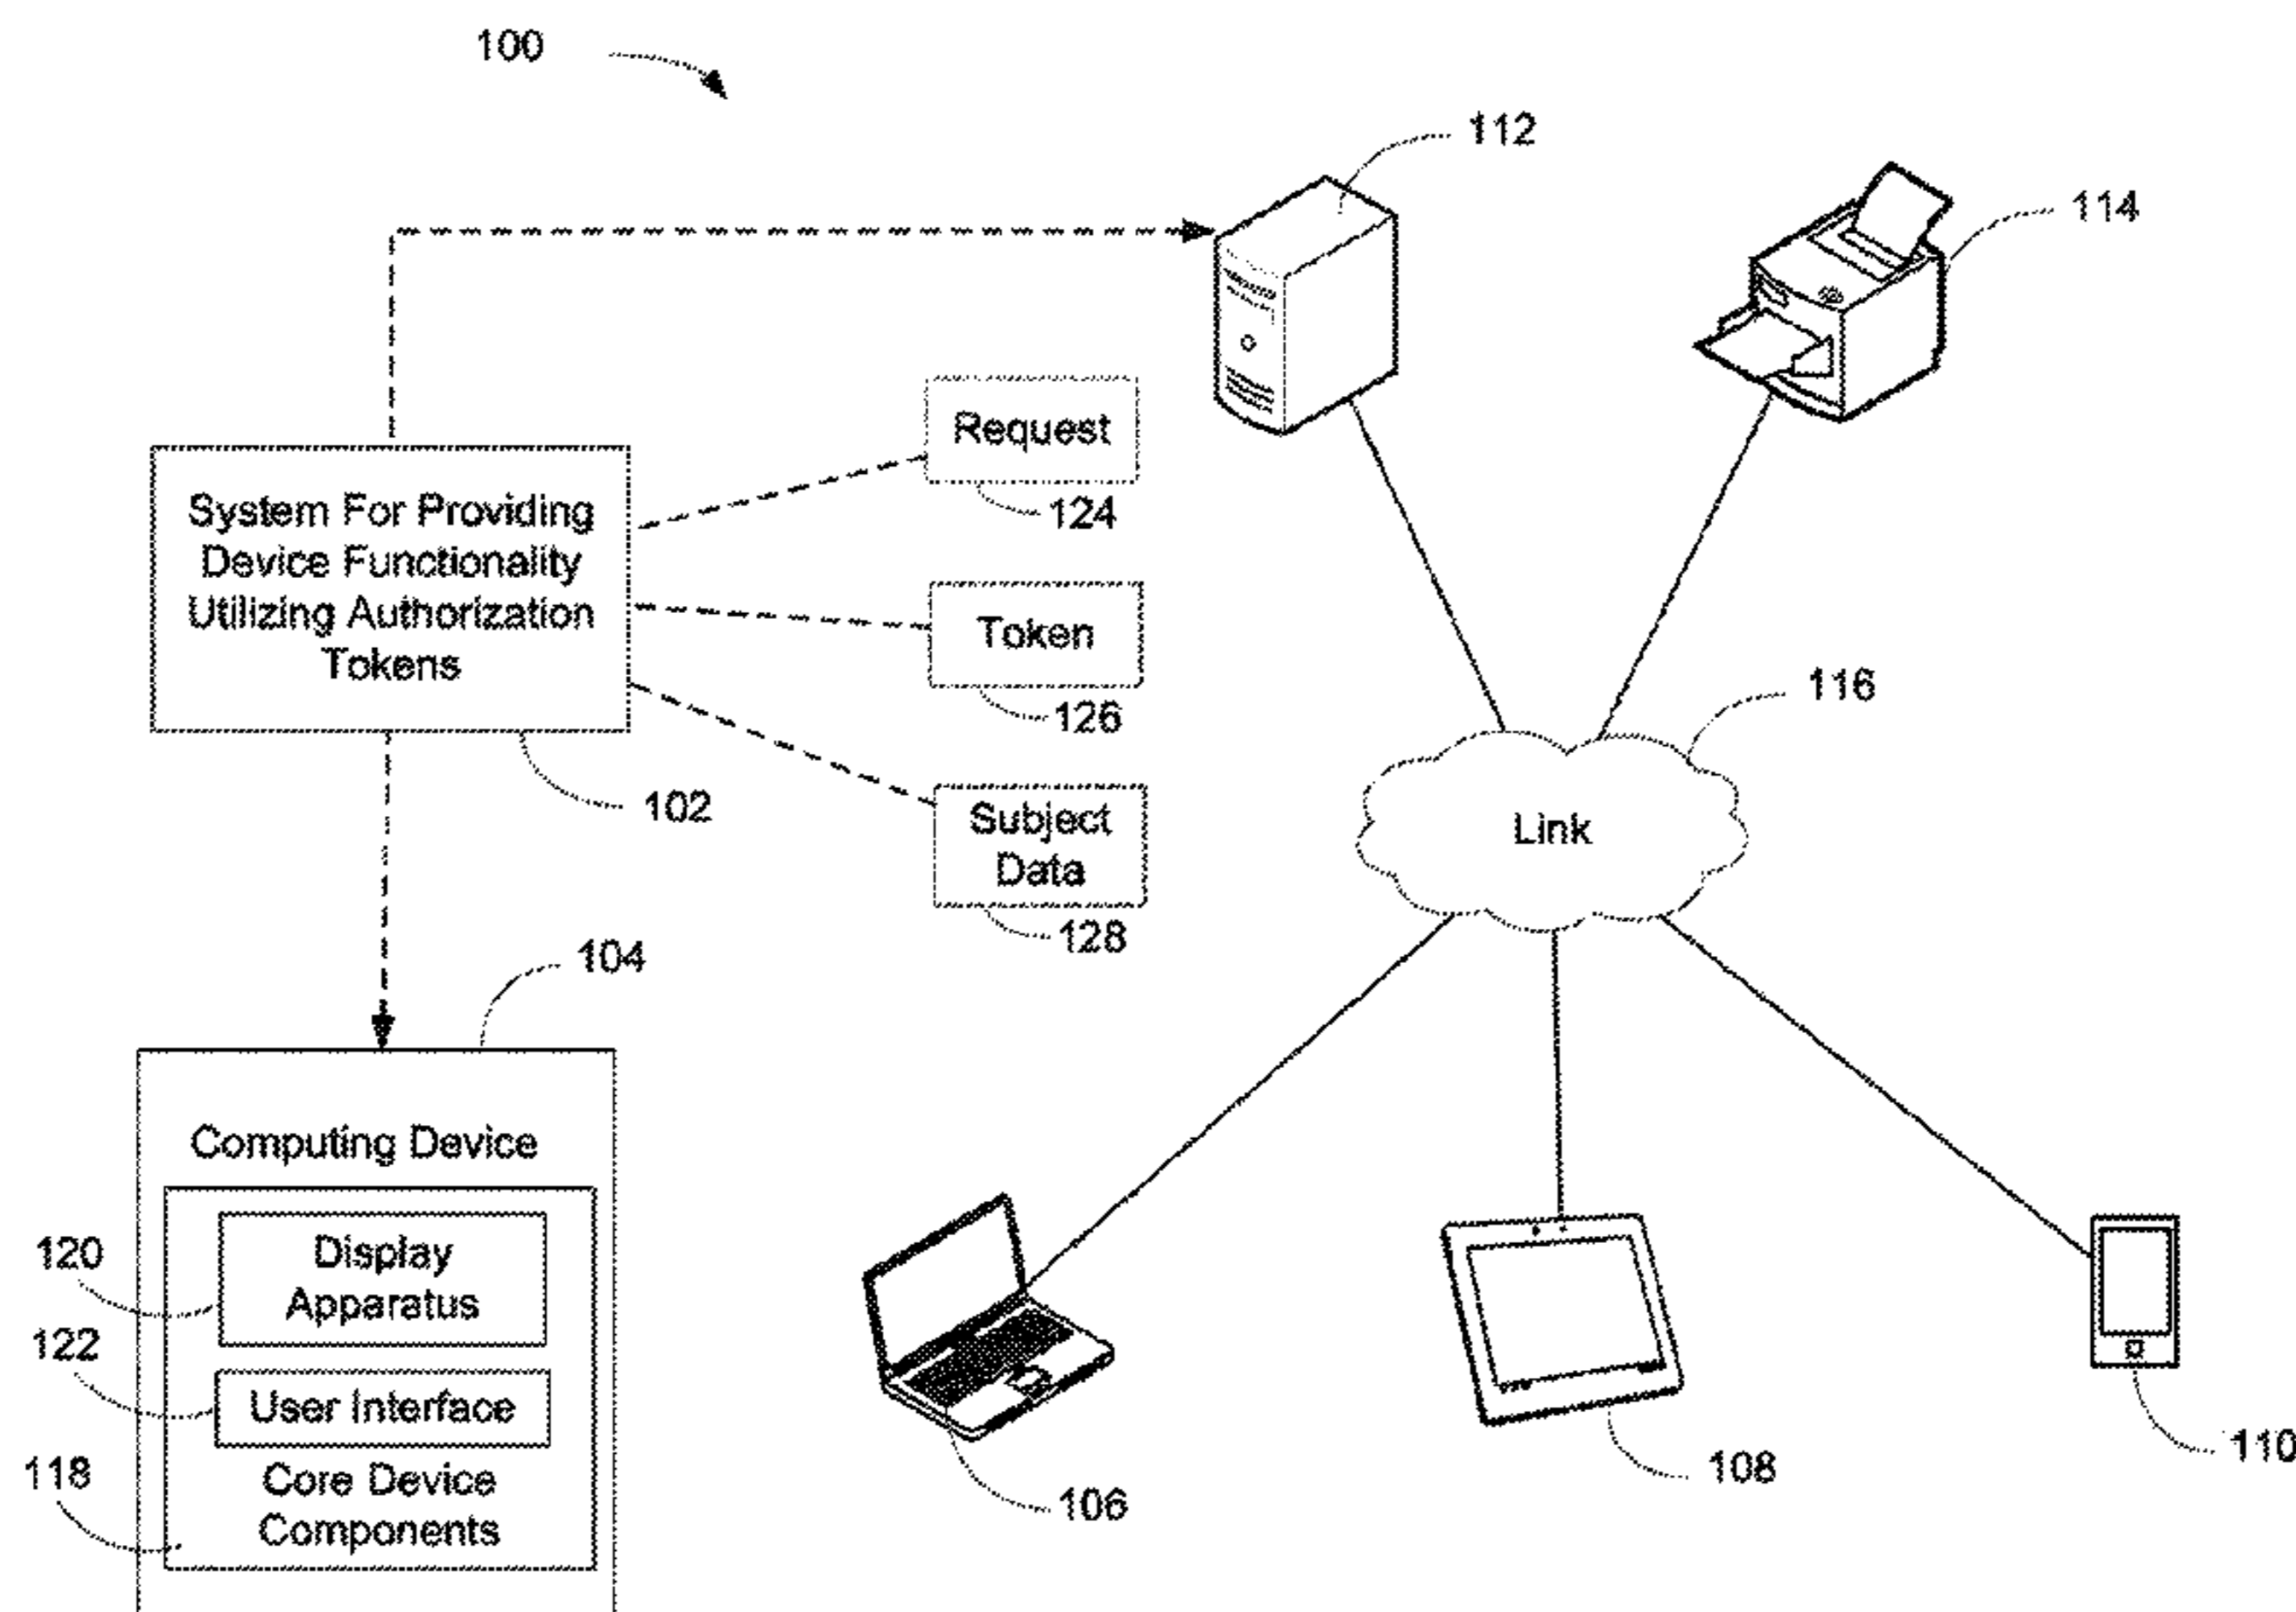 100
112
114
Request
124
System For Providing
Device Functionality
Utilizing Authorization
Tokens
102
Token
126
Subject
Data
128
116
Link
104
Computing Device
120
Display
Apparatus
122
User Interface
118
Core Device
Components
106
108
110